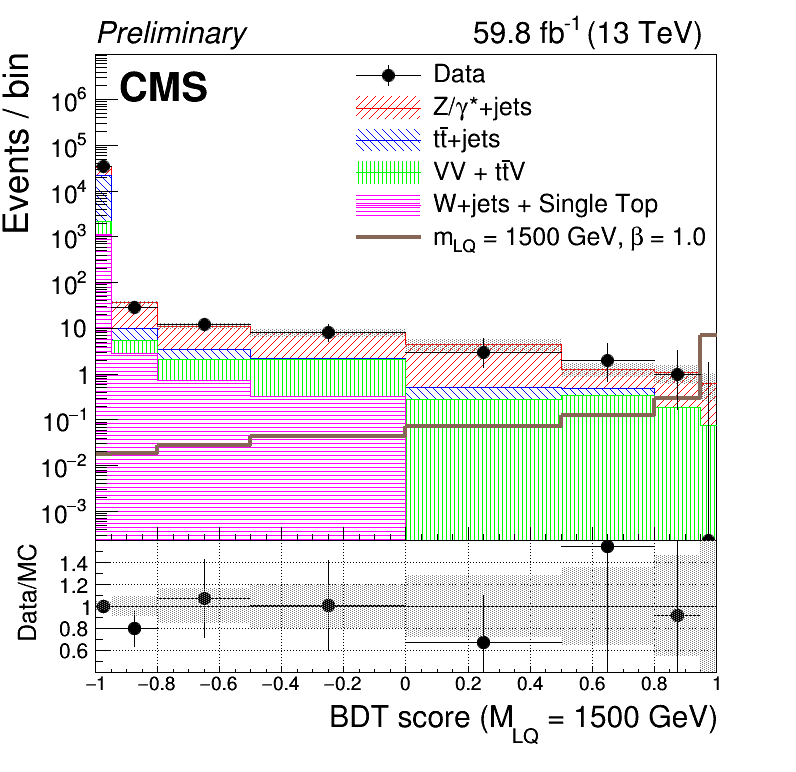 Preliminary 59.8 fb⁻¹ (13 TeV)
CMS
Events / bin
Data
Z/γ*+jets
tt̄+jets
VV + tt̄V
W+jets + Single Top
m_LQ = 1500 GeV, β = 1.0
10⁶
10⁵
10⁴
10³
10²
10
1
10⁻¹
10⁻²
10⁻³
Data/MC
1.4
1.2
1
0.8
0.6
−1 −0.8 −0.6 −0.4 −0.2 0 0.2 0.4 0.6 0.8 1
BDT score (M_LQ = 1500 GeV)